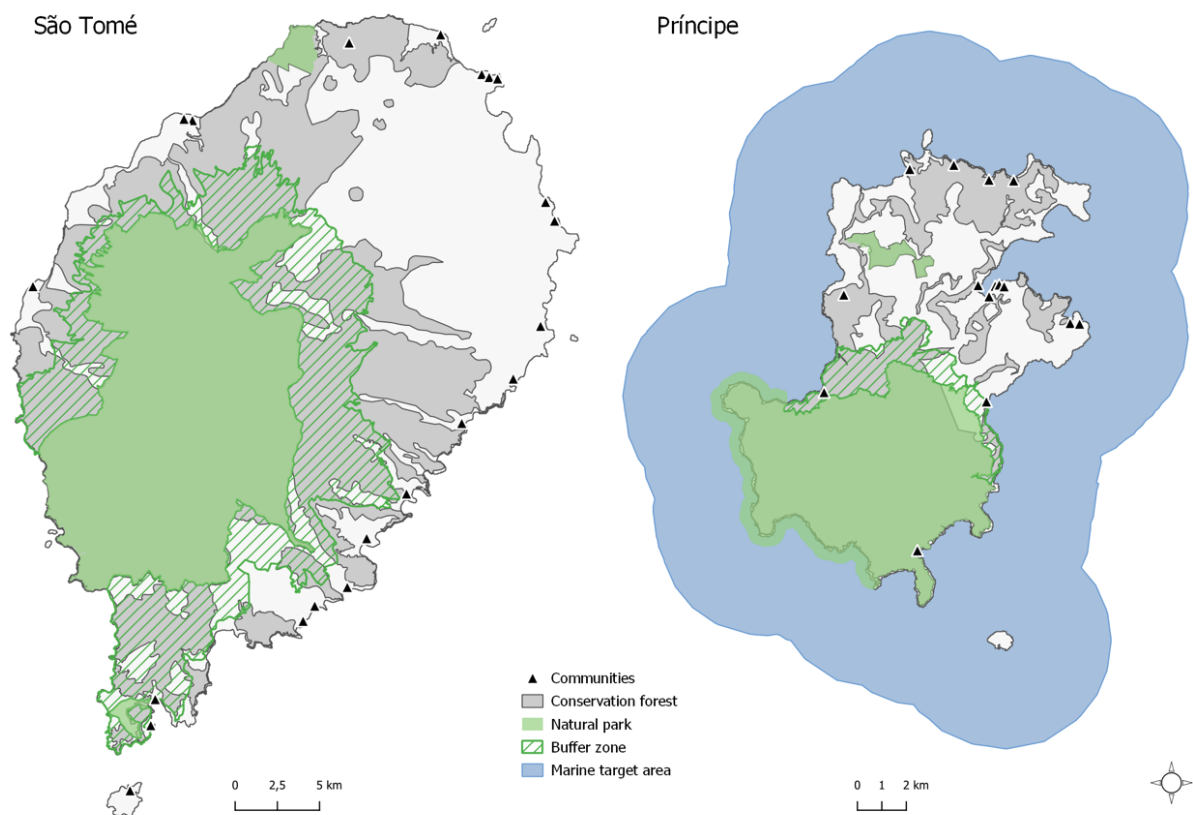 São Tomé
Príncipe
Communities
Conservation forest
Natural park
Buffer zone
Marine target area
0 2,5 5 km
0 1 2 km